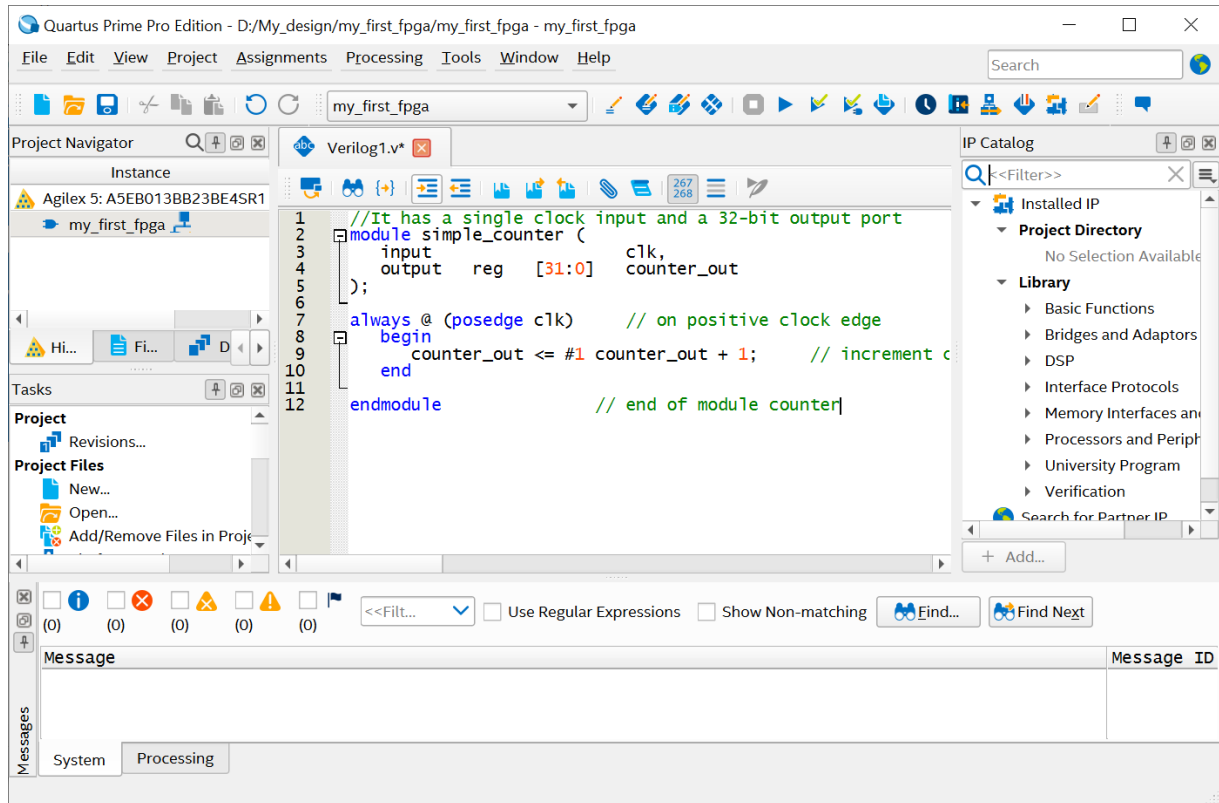 Quartus Prime Pro Edition - D:/My_design/my_first_fpga/my_first_fpga - my_first_fpga
File Edit View Project Assignments Processing Tools Window Help
Search
my_first_fpga
Project Navigator
Instance
Agilex 5: A5EB013BB23BE4SR1
my_first_fpga
Hi...
Fi...
D
Tasks
Project
Revisions...
Project Files
New...
Open...
Add/Remove Files in Proje
abc Verilog1.v*
267
268
1 //It has a single clock input and a 32-bit output port
2 module simple_counter (
3 input clk,
4 output reg [31:0] counter_out
5 );
6
7 always @ (posedge clk) // on positive clock edge
8 begin
9 counter_out <= #1 counter_out + 1; // increment c
10 end
11
12 endmodule // end of module counter
IP Catalog
<<Filter>>
Installed IP
Project Directory
No Selection Available
Library
Basic Functions
Bridges and Adaptors
DSP
Interface Protocols
Memory Interfaces and
Processors and Periph
University Program
Verification
Search for Partner IP
+ Add...
(0) (0) (0) (0) (0)
<<Filt...
Use Regular Expressions
Show Non-matching
Find...
Find Next
Message
Message ID
Messages
System
Processing